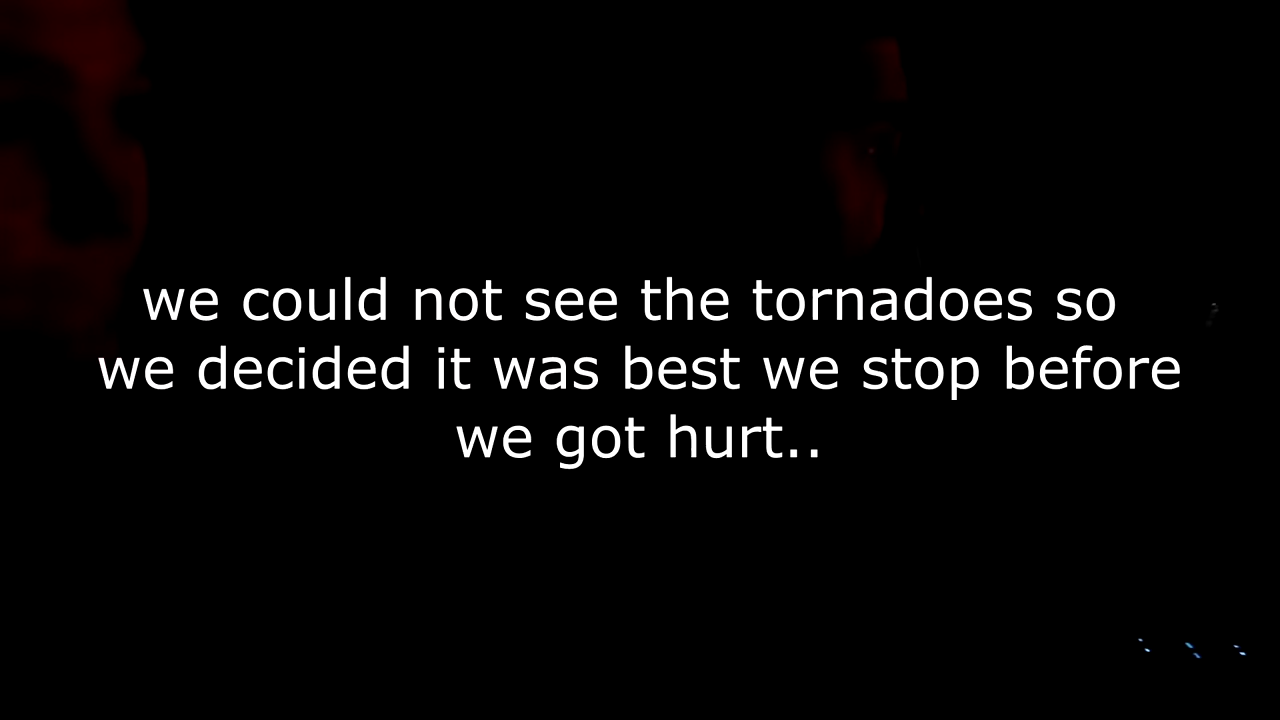 we could not see the tornadoes so
we decided it was best we stop before
we got hurt..